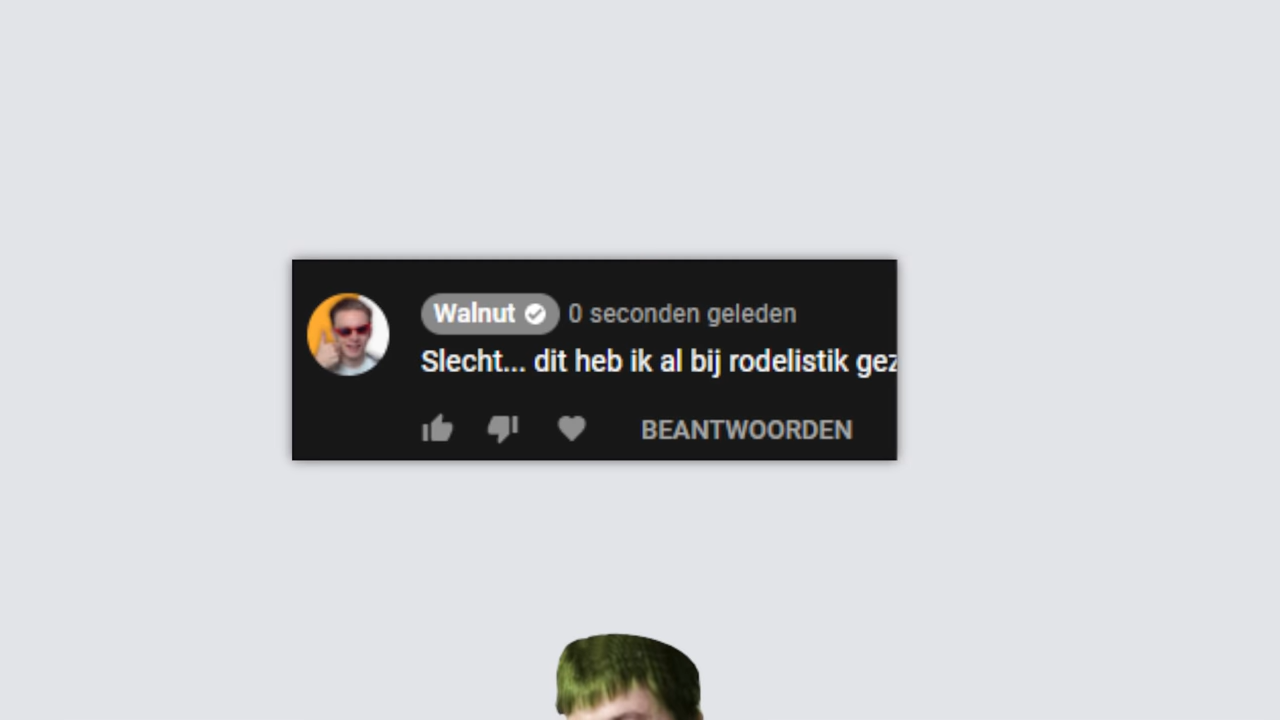 Walnut 0 seconden geleden
Slecht... dit heb ik al bij rodelistik gez
BEANTWOORDEN